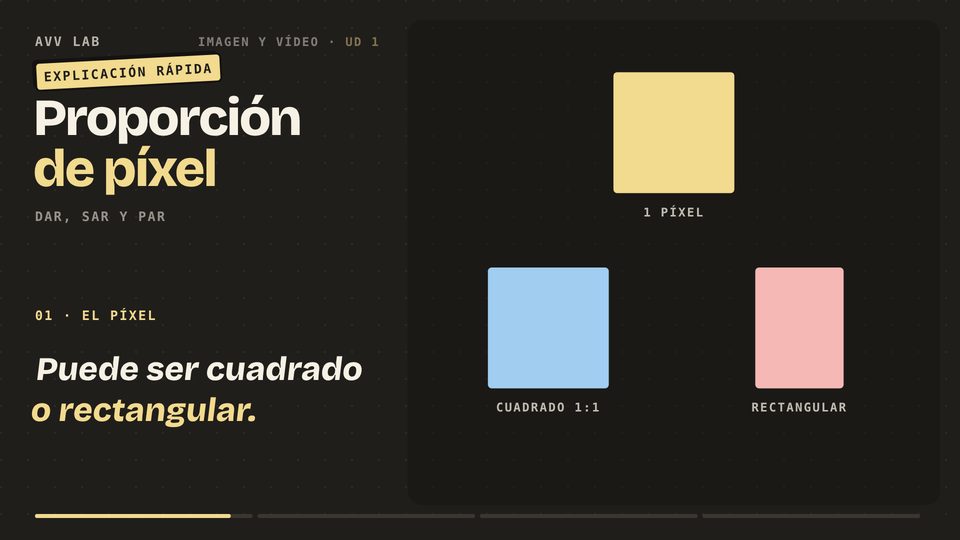 AVV LAB
IMAGEN Y VÍDEO · UD 1
EXPLICACIÓN RÁPIDA
Proporción
de píxel
DAR, SAR Y PAR
01 · EL PÍXEL
Puede ser cuadrado
o rectangular.
1 PÍXEL
CUADRADO 1:1
RECTANGULAR